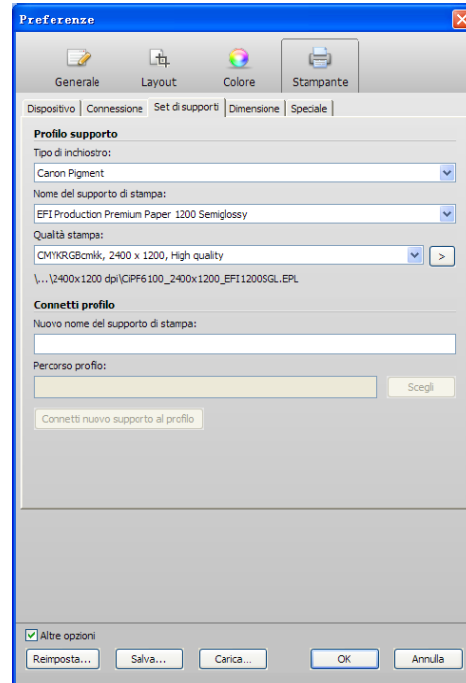 Preferenze
Generale Layout Colore Stampante
Dispositivo Connessione Set di supporti Dimensione Speciale
Profilo supporto
Tipo di inchiostro:
Canon Pigment
Nome del supporto di stampa:
EFI Production Premium Paper 1200 Semiglossy
Qualità stampa:
CMYKRGBcmkk, 2400 x 1200, High quality >
\...\2400x1200 dpi\CiPF6100_2400x1200_EFI1200SGL.EPL
Connetti profilo
Nuovo nome del supporto di stampa:
Percorso profio:
Scegli
Connetti nuovo supporto al profilo
Altre opzioni
Reimposta... Salva... Carica... OK Annulla